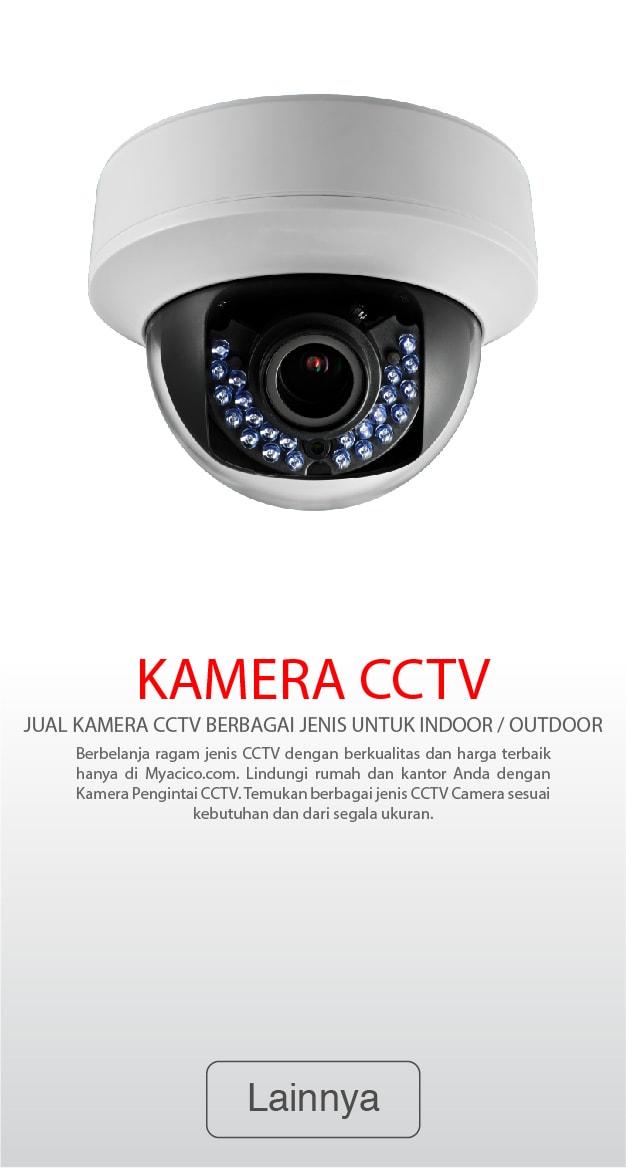 KAMERA CCTV
JUAL KAMERA CCTV BERBAGAI JENIS UNTUK INDOOR / OUTDOOR
Berbelanja ragam jenis CCTV dengan berkualitas dan harga terbaik
hanya di Myacico.com. Lindungi rumah dan kantor Anda dengan
Kamera Pengintai CCTV. Temukan berbagai jenis CCTV Camera sesuai
kebutuhan dan dari segala ukuran.
Lainnya